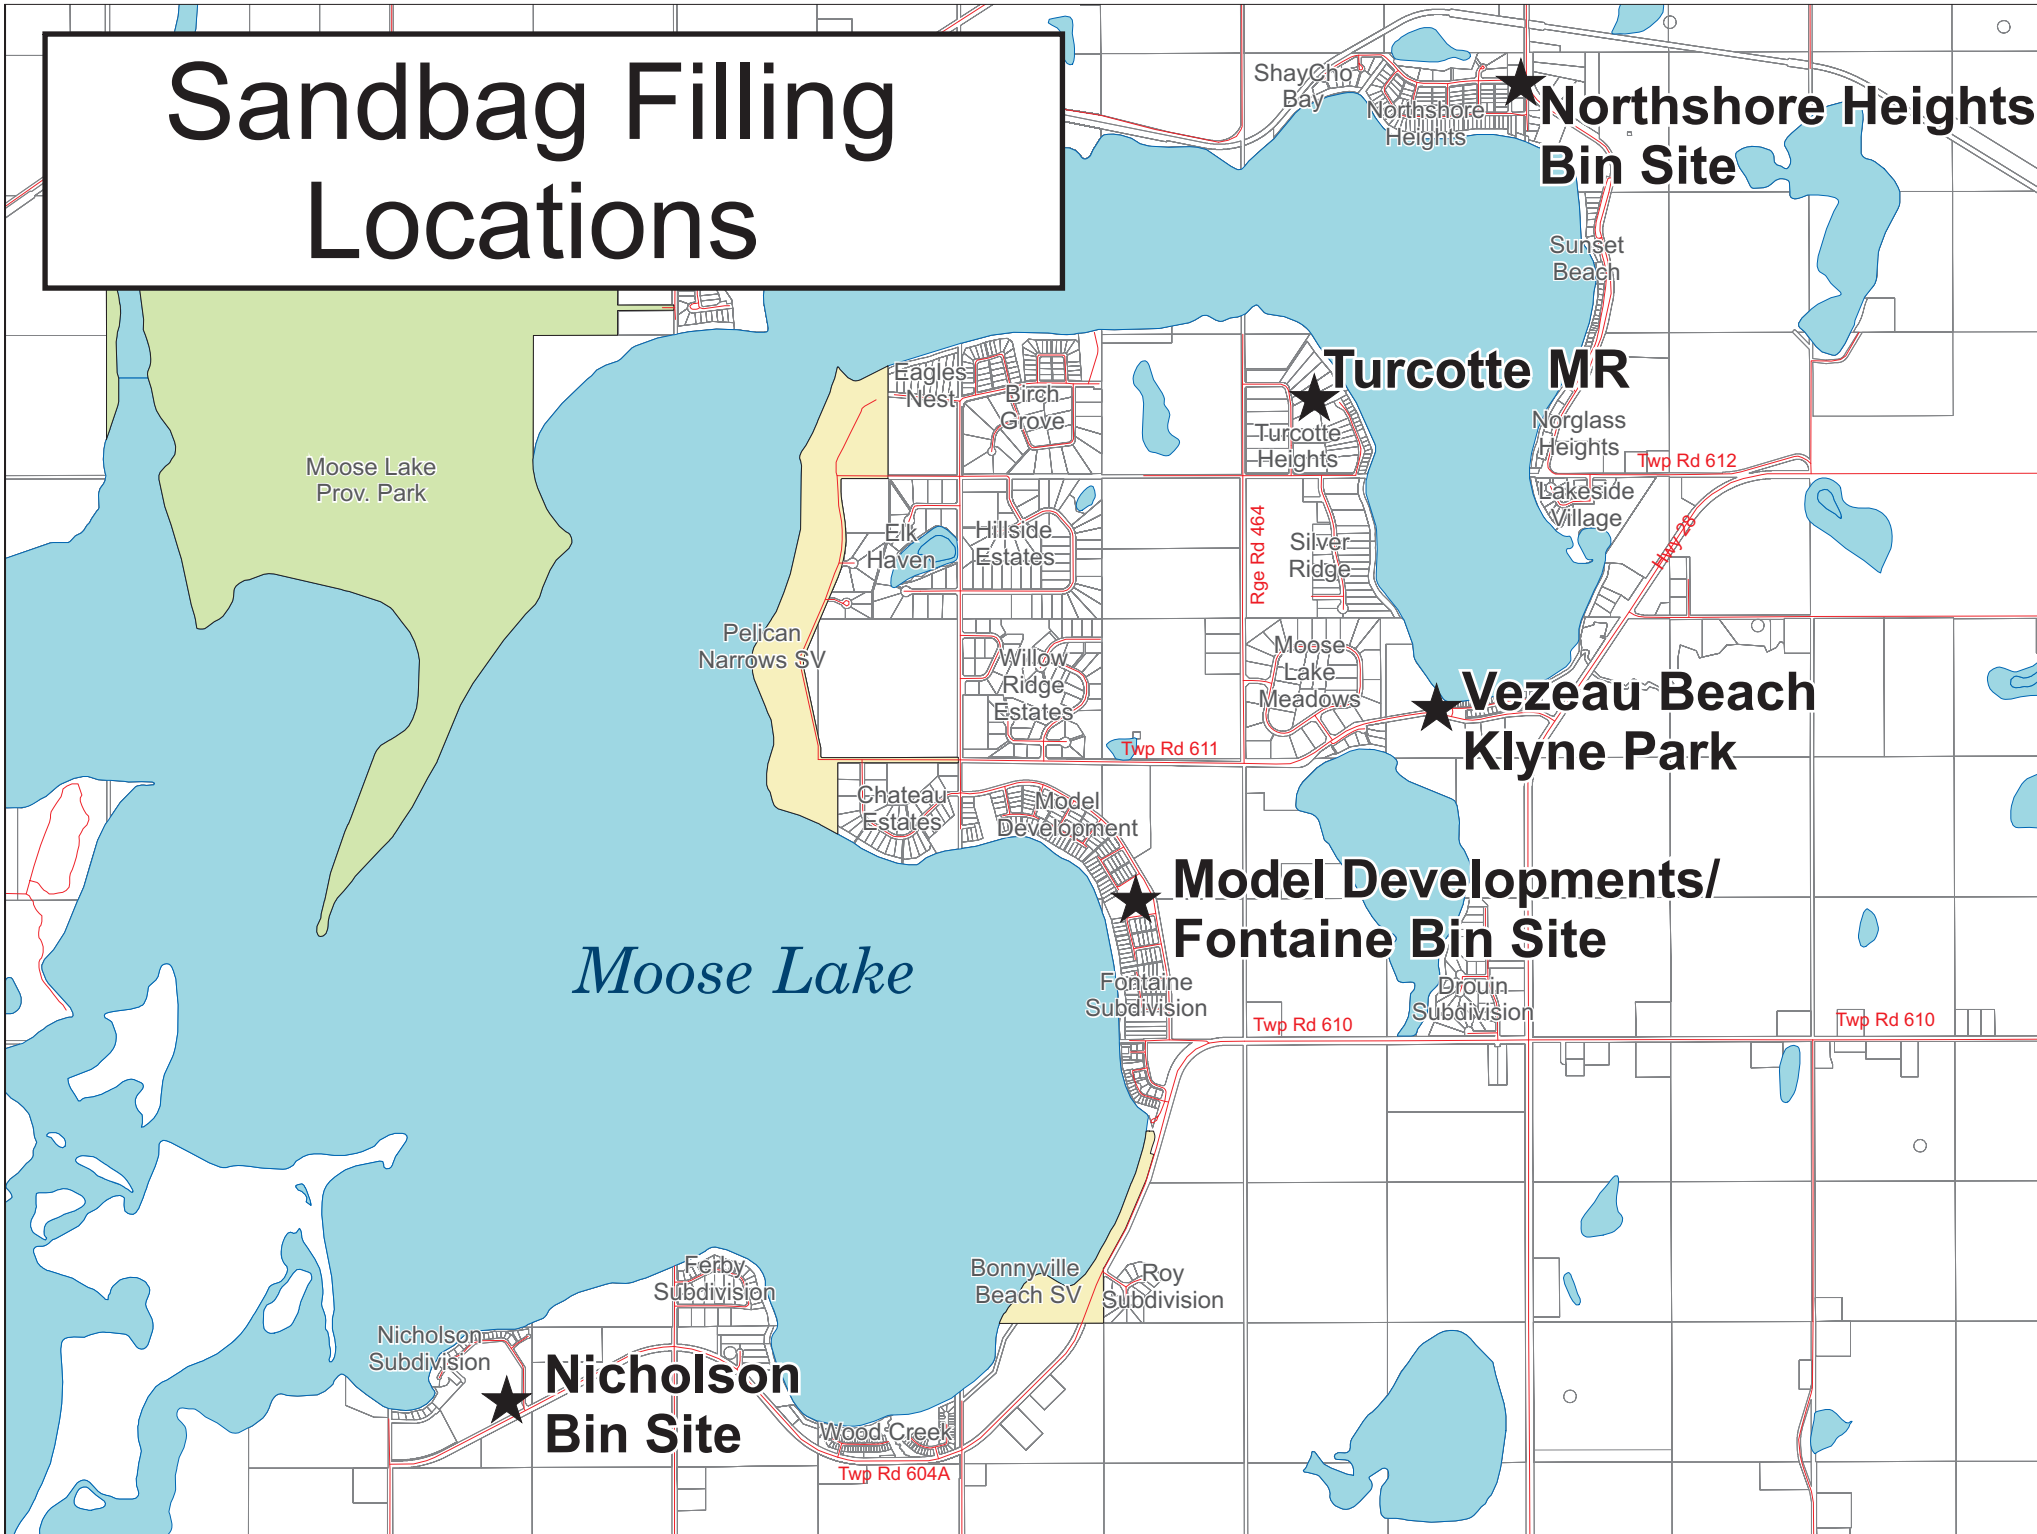 Sandbag Filling
Locations
ShayCho
Bay
Northshore
Heights
Northshore Heights
Bin Site
Sunset
Beach
Turcotte MR
Eagles
Nest
Birch
Grove
Turcotte
Heights
Norglass
Heights
Twp Rd 612
Moose Lake
Prov. Park
Lakeside
Village
Elk
Haven
Hillside
Estates
Rge Rd 464
Silver
Ridge
Hwy 28
Pelican
Narrows SV
Willow
Ridge
Estates
Moose
Lake
Meadows
Vezeau Beach
Klyne Park
Twp Rd 611
Chateau
Estates
Model
Development
Model Developments/
Fontaine Bin Site
Moose Lake
Fontaine
Subdivision
Drouin
Subdivision
Twp Rd 610
Twp Rd 610
Ferby
Subdivision
Bonnyville
Beach SV
Roy
Subdivision
Nicholson
Subdivision
Nicholson
Bin Site
Wood Creek
Twp Rd 604A